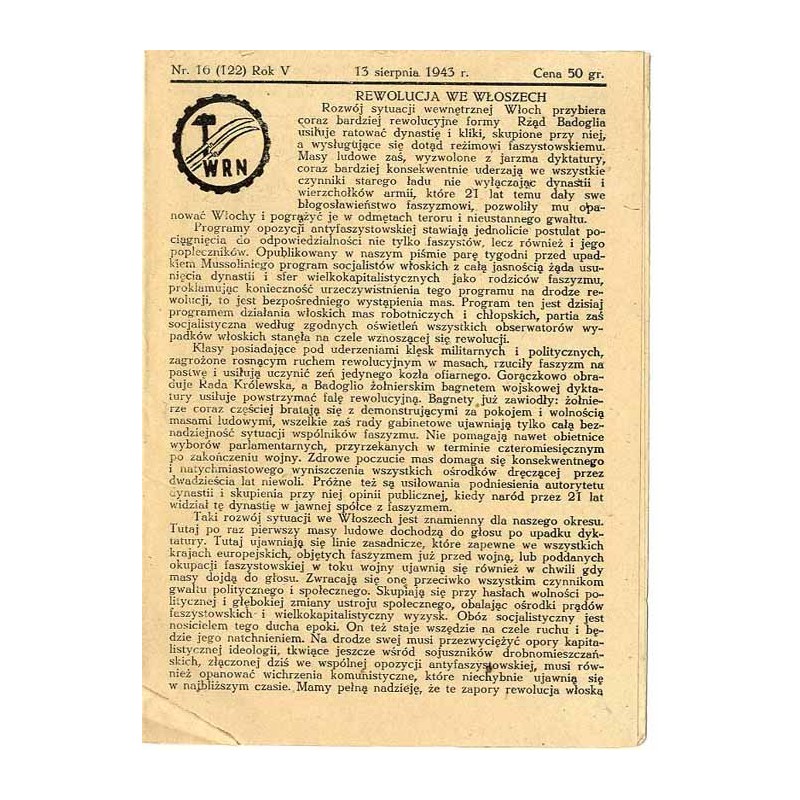 Nr. 16 (122) Rok V 13 sierpnia 1943 r. Cena 50 gr.
WRN
REWOLUCJA WE WŁOSZECH
Rozwój sytuacji wewnętrznej Włoch przybiera
coraz bardziej rewolucyjne formy Rząd Badoglia
usiłuje ratować dynastię i kliki, skupione przy niej,
a wysługujące się dotąd reżimowi faszystowskiemu.
Masy ludowe zaś, wyzwolone z jarzma dyktatury,
coraz bardziej konsekwentnie uderzają we wszystkie
czynniki starego ładu nie wyłączając dynastii i
wierzchołków armii, które 21 lat temu dały swe
błogosławieństwo faszyzmowi, pozwoliły mu opa-
nować Włochy i pogrążyć je w odmętach teroru i nieustannego gwałtu.
Programy opozycji antyfaszystowskiej stawiają jednolicie postulat po-
ciągnięcia do odpowiedzialności nie tylko faszystów, lecz również i jego
popleczników. Opublikowany w naszym piśmie parę tygodni przed upad-
kiem Mussoliniego program socjalistów włoskich z całą jasnością żąda usu-
nięcia dynastii i sfer wielkokapitalistycznych jako rodziców faszyzmu,
proklamując konieczność urzeczywistnienia tego programu na drodze re-
wolucji, to jest bezpośredniego wystąpienia mas. Program ten jest dzisiaj
programem działania włoskich mas robotniczych i chłopskich, partia zaś
socjalistyczna według zgodnych oświetleń wszystkich obserwatorów wy-
padków włoskich stanęła na czele wznoszącej się rewolucji.
Klasy posiadające pod uderzeniami klęsk militarnych i politycznych,
zagrożone rosnącym ruchem rewolucyjnym w masach, rzuciły faszyzm na
pastwę i usiłują uczynić zeń jedynego kozła ofiarnego. Gorączkowo obra-
duje Rada Królewska, a Badoglio żołnierskim bagnetem wojskowej dykta-
tury usiłuje powstrzymać falę rewolucyjną. Bagnety już zawiodły: żołnie-
rze coraz częściej bratają się z demonstrującymi za pokojem i wolnością
masami ludowymi, wszelkie zaś rady gabinetowe ujawniają tylko całą bez-
nadziejność sytuacji wspólników faszyzmu. Nie pomagają nawet obietnice
wyborów parlamentarnych, przyrzekanych w terminie czteromiesięcznym
po zakończeniu wojny. Zdrowe poczucie mas domaga się konsekwentnego
i natychmiastowego wyniszczenia wszystkich ośrodków dręczącej przez
dwadzieścia lat niewoli. Próżne też są usiłowania podniesienia autorytetu
dynastii i skupienia przy niej opinii publicznej, kiedy naród przez 21 lat
widział tę dynastię w jawnej spółce z faszyzmem.
Taki rozwój sytuacji we Włoszech jest znamienny dla naszego okresu.
Tutaj po raz pierwszy masy ludowe dochodzą do głosu po upadku dyk-
tatury. Tutaj ujawniają się linie zasadnicze, które zapewne we wszystkich
krajach europejskich, objętych faszyzmem już przed wojną, lub poddanych
okupacji faszystowskiej w toku wojny ujawnią się również w chwili gdy
masy dojdą do głosu. Zwracają się one przeciwko wszystkim czynnikom
gwałtu politycznego i społecznego. Skupiają się przy hasłach wolności po-
litycznej i głębokiej zmiany ustroju społecznego, obalając ośrodki prądów
faszystowskich i wielkokapitalistyczny wyzysk. Obóz socjalistyczny jest
nosicielem tego ducha epoki. On też staje wszędzie na czele ruchu i bę-
dzie jego natchnieniem. Na drodze swej musi przezwyciężyć opory kapita-
listycznej ideologii, tkwiące jeszcze wśród sojuszników drobnomieszczań-
skich, złączonej dziś we wspólnej opozycji antyfaszystowskiej, musi rów-
nież opanować wichrzenia komunistyczne, które niechybnie ujawnią się
w najbliższym czasie. Mamy pełną nadzieję, że te zapory rewolucja włoska